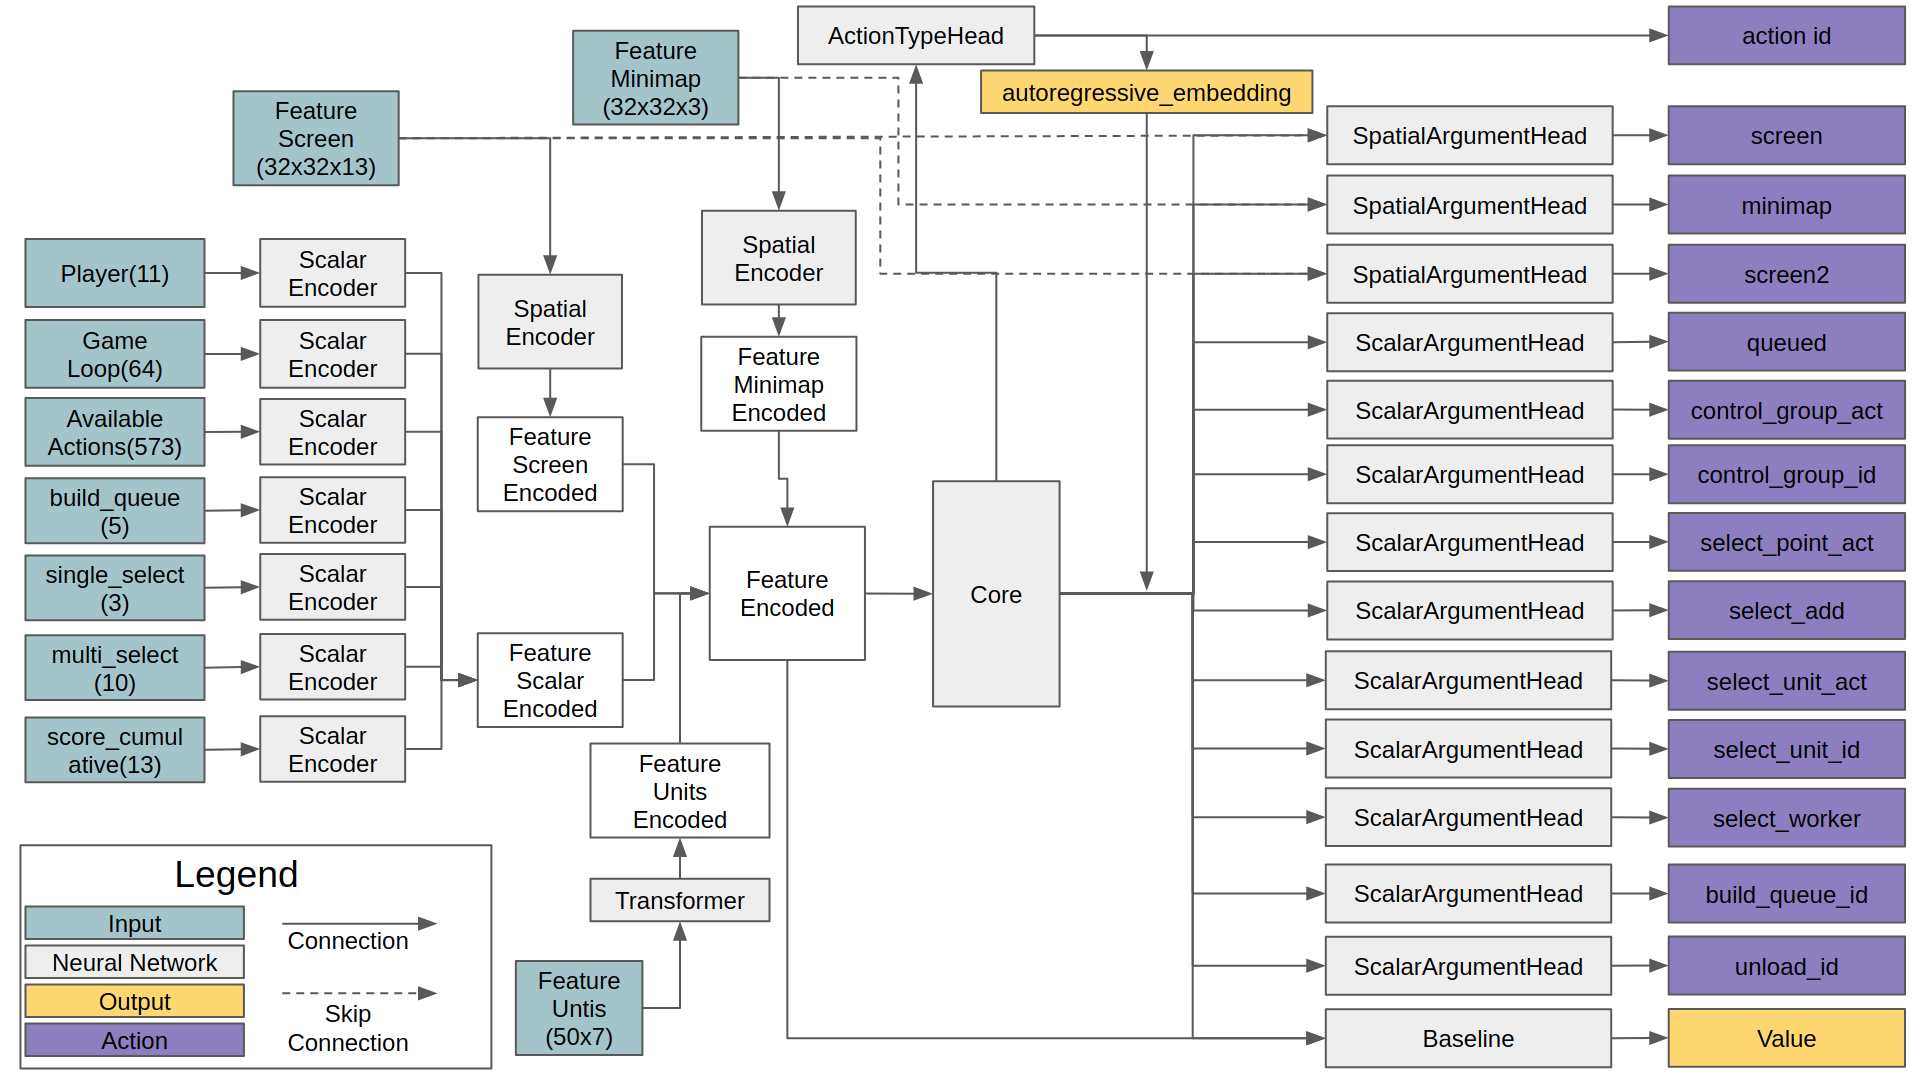 ActionTypeHead
action id
Feature
Minimap
(32x32x3)
autoregressive_embedding
Feature
Screen
(32x32x13)
SpatialArgumentHead
screen
SpatialArgumentHead
minimap
SpatialArgumentHead
screen2
ScalarArgumentHead
queued
ScalarArgumentHead
control_group_act
ScalarArgumentHead
control_group_id
ScalarArgumentHead
select_point_act
ScalarArgumentHead
select_add
ScalarArgumentHead
select_unit_act
ScalarArgumentHead
select_unit_id
ScalarArgumentHead
select_worker
ScalarArgumentHead
build_queue_id
ScalarArgumentHead
unload_id
Baseline
Value
Player(11)
Scalar
Encoder
Game
Loop(64)
Scalar
Encoder
Available
Actions(573)
Scalar
Encoder
build_queue
(5)
Scalar
Encoder
single_select
(3)
Scalar
Encoder
multi_select
(10)
Scalar
Encoder
score_cumul
ative(13)
Scalar
Encoder
Spatial
Encoder
Feature
Screen
Encoded
Feature
Scalar
Encoded
Spatial
Encoder
Feature
Minimap
Encoded
Feature
Encoded
Core
Feature
Units
Encoded
Transformer
Feature
Untis
(50x7)
Legend
Input
Neural Network
Output
Action
Connection
Skip
Connection